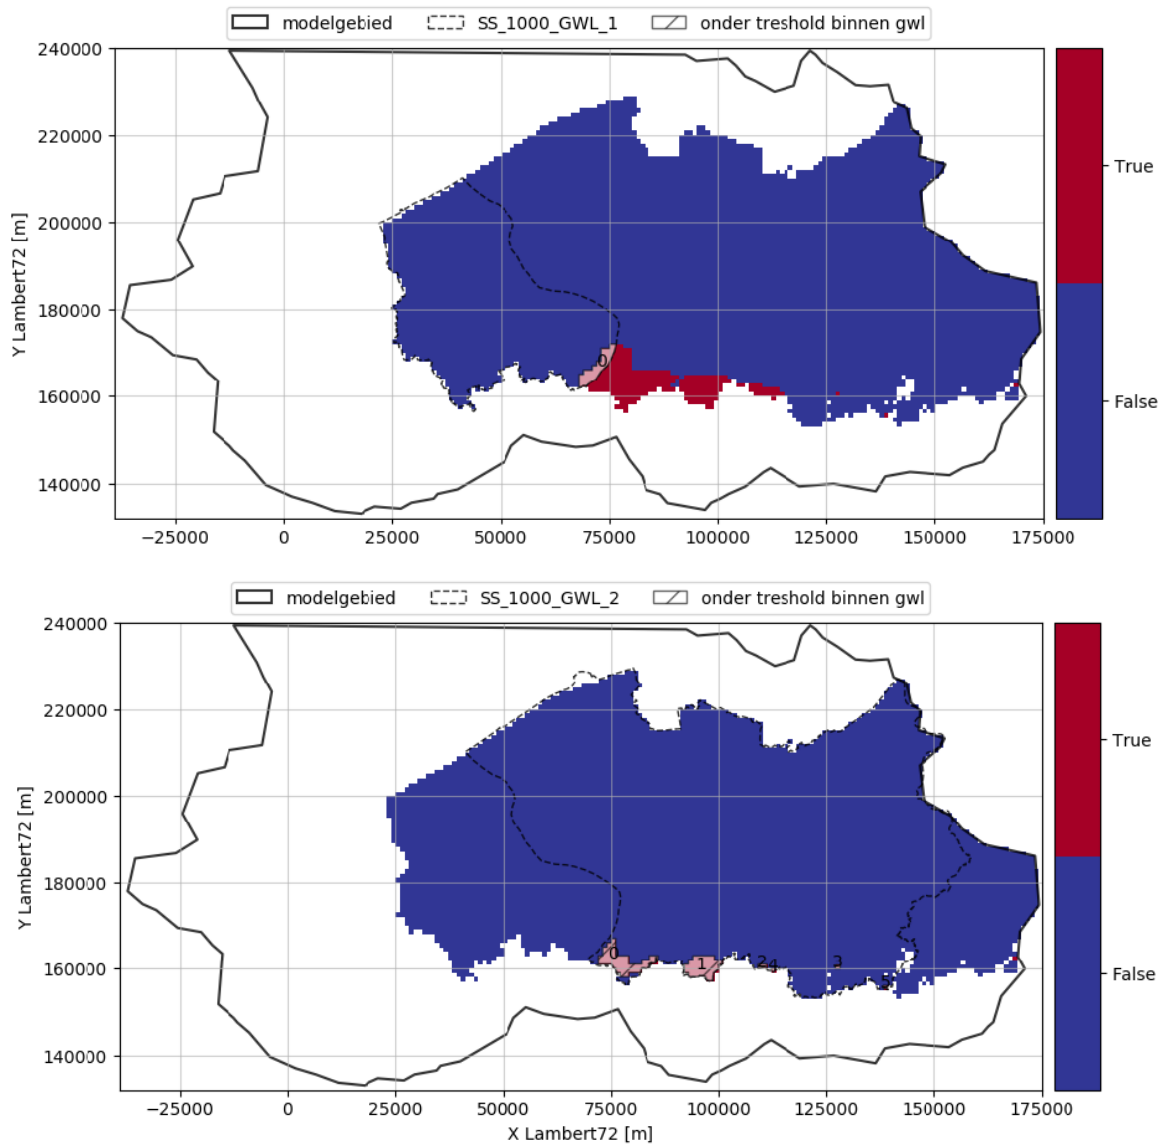 modelgebied SS_1000_GWL_1 onder treshold binnen gwl
240000
220000
200000
180000
160000
140000
Y Lambert72 [m]
0
True
False
−25000 0 25000 50000 75000 100000 125000 150000 175000
modelgebied SS_1000_GWL_2 onder treshold binnen gwl
240000
220000
200000
180000
160000
140000
Y Lambert72 [m]
0 1 2 4 3 5
True
False
−25000 0 25000 50000 75000 100000 125000 150000 175000
X Lambert72 [m]